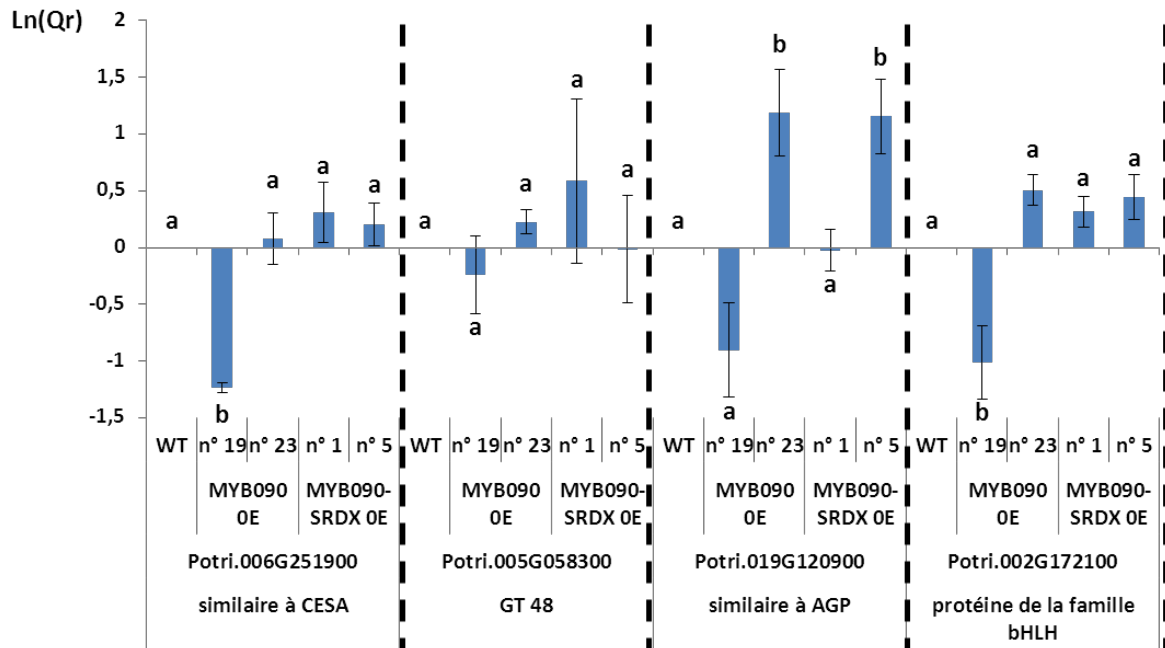 Ln(Qr)
2
1,5
1
0,5
0
-0,5
-1
-1,5
a b a a a a a a a a a a b a b a b a a a
WT n° 19 n° 23 n° 1 n° 5 WT n° 19 n° 23 n° 1 n° 5 WT n° 19 n° 23 n° 1 n° 5 WT n° 19 n° 23 n° 1 n° 5
MYB090 MYB090- MYB090 MYB090- MYB090 MYB090- MYB090 MYB090-
0E SRDX 0E 0E SRDX 0E 0E SRDX 0E 0E SRDX 0E
Potri.006G251900 Potri.005G058300 Potri.019G120900 Potri.002G172100
similaire à CESA GT 48 similaire à AGP protéine de la famille
bHLH